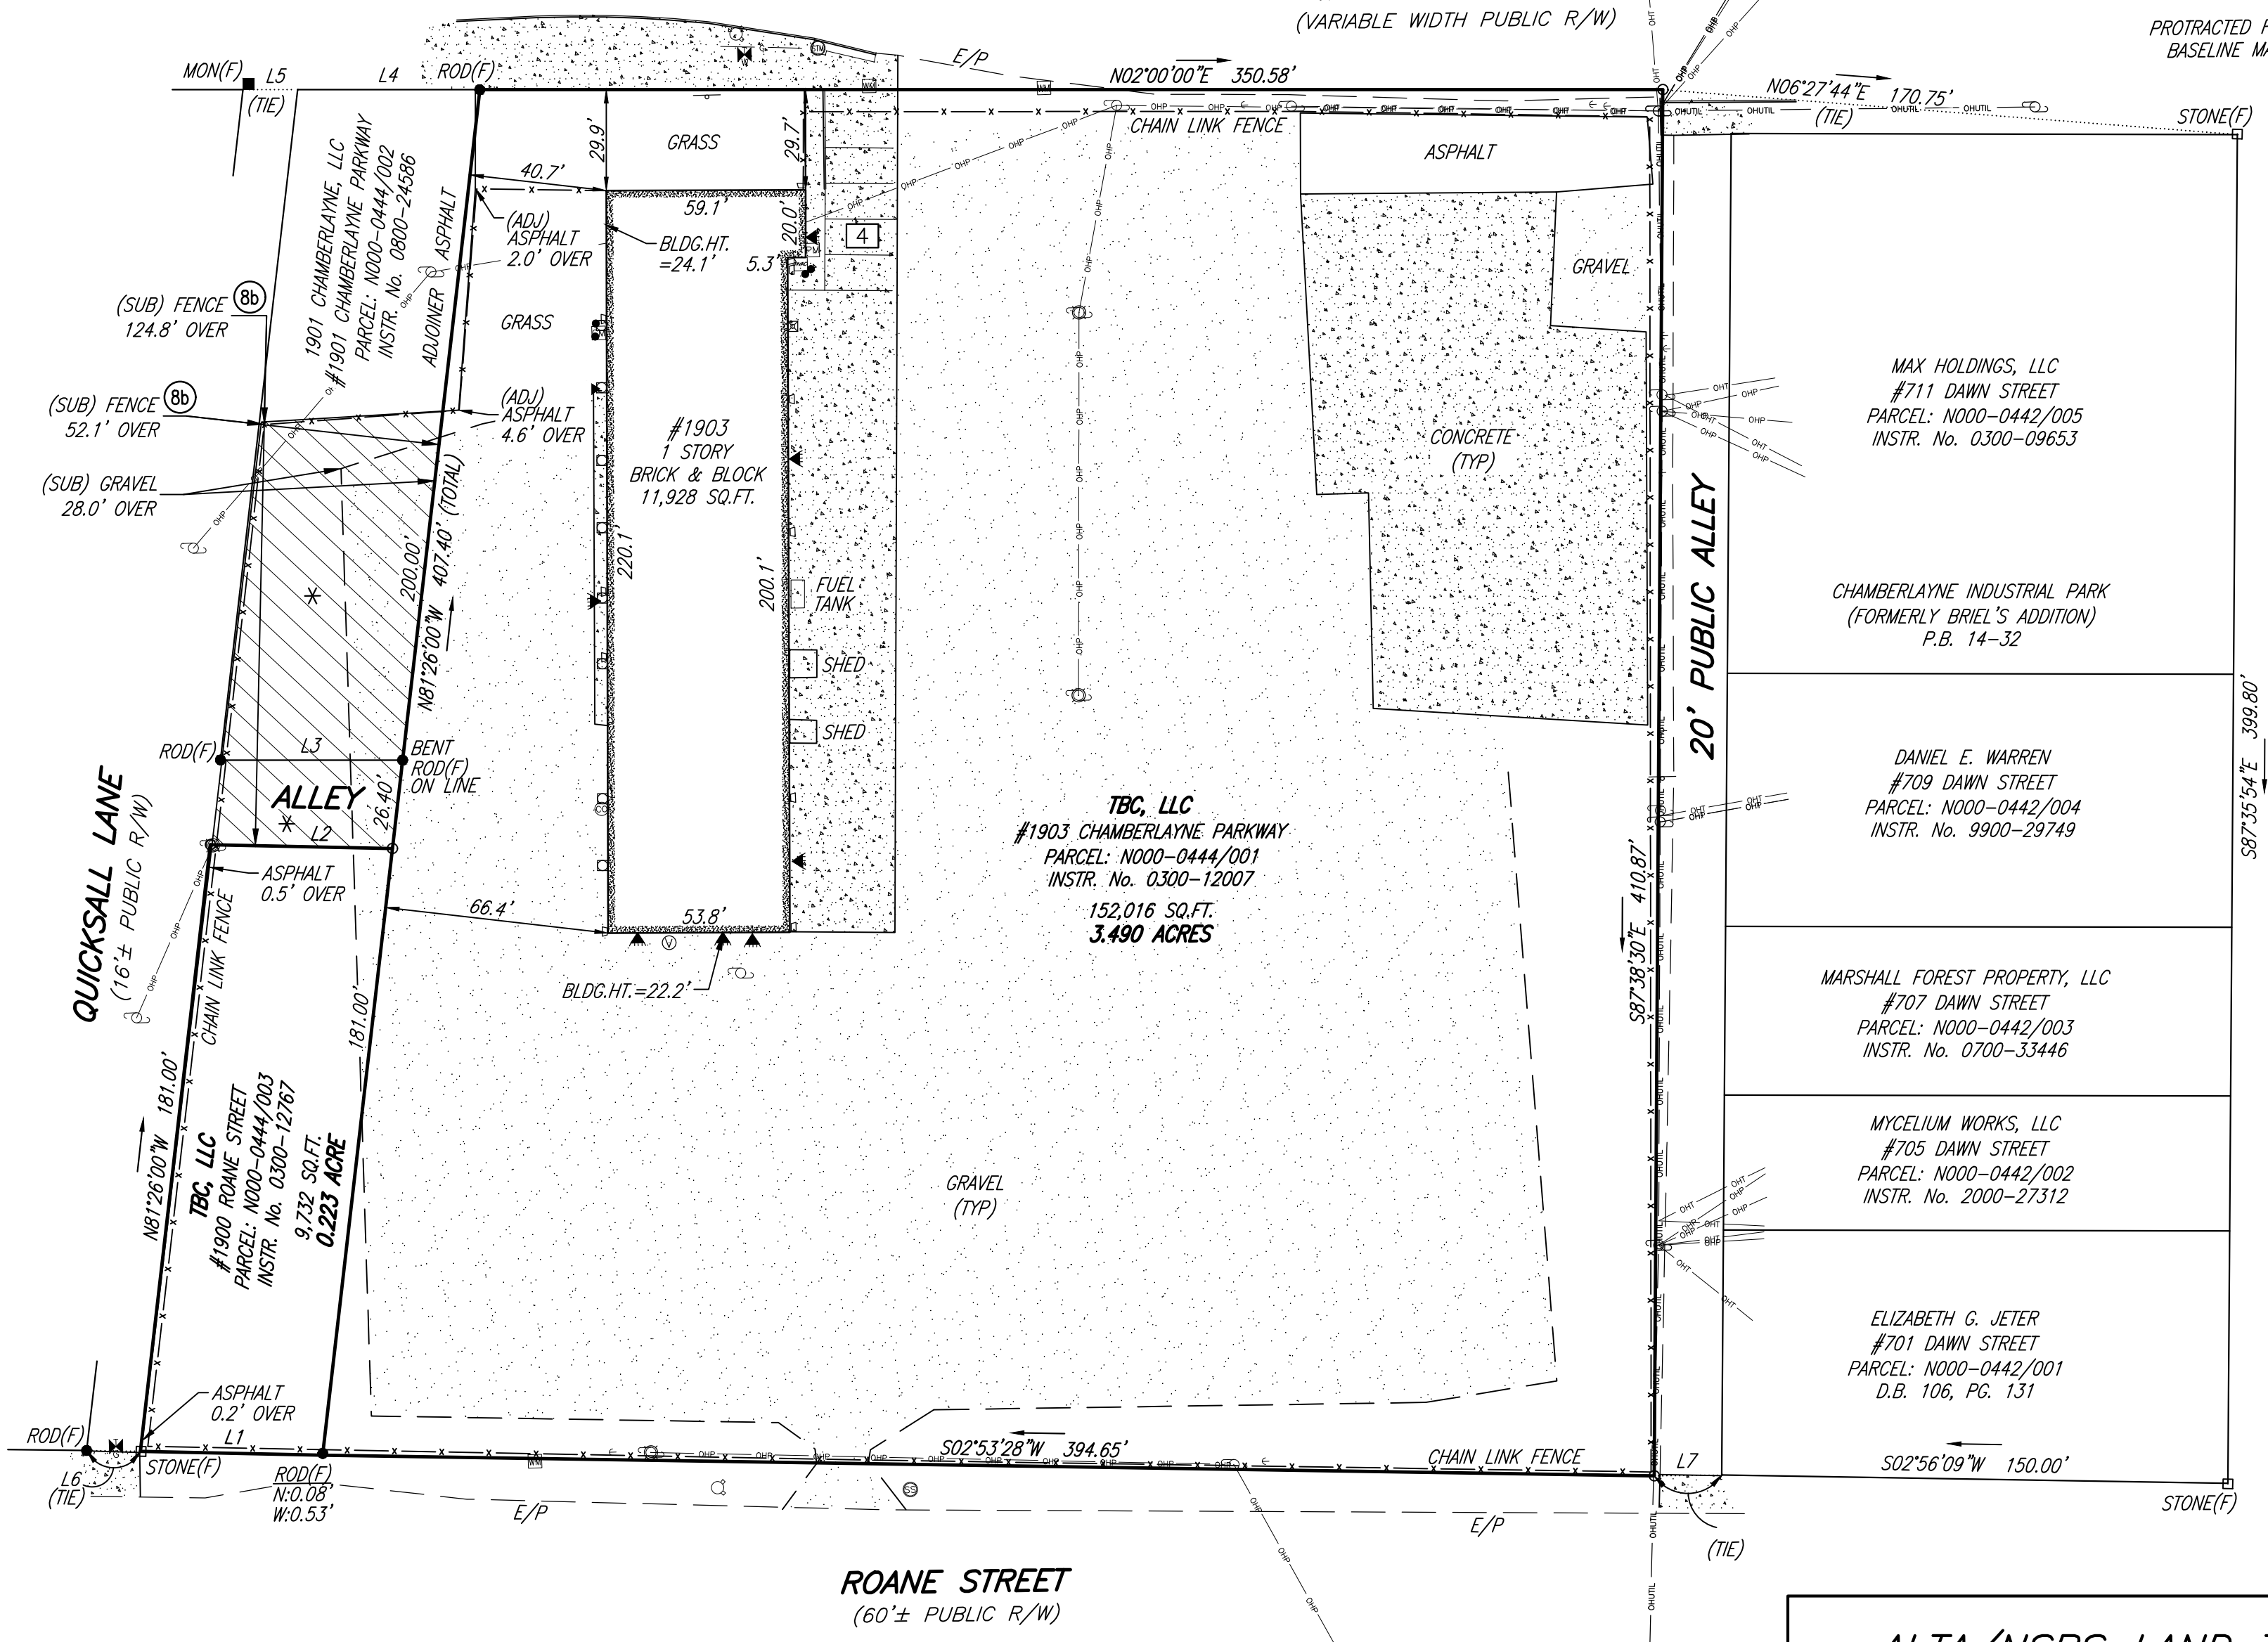 (VARIABLE WIDTH PUBLIC R/W)
BASELINE
PROTRACTED
MON(F)
L5
(TIE)
L4
ROD(F)
E/P
N02°00'00"E 350.58'
N06°27'44"E 170.75'
(TIE)
STONE(F)
CHAIN LINK FENCE
GRASS
29.9'
29.7'
40.7'
59.1'
20.0'
5.3'
4
ASPHALT
GRAVEL
1901 CHAMBERLAYNE, LLC
#1901 CHAMBERLAYNE PARKWAY
PARCEL: N000-0444/002
INSTR. No. 0800-24586
ADJOINER ASPHALT
(ADJ)
ASPHALT
2.0' OVER
BLDG.HT.
=24.1'
GRASS
(SUB) FENCE 8b
124.8' OVER
(SUB) FENCE 8b
52.1' OVER
(SUB) GRAVEL
28.0' OVER
(ADJ)
ASPHALT
4.6' OVER
#1903
1 STORY
BRICK & BLOCK
11,928 SQ.FT.
220.1'
200.1'
FUEL
TANK
SHED
SHED
CONCRETE
(TYP)
200.00'
N81°26'00"W 407.40' (TOTAL)
ROD(F)
L3
BENT
ROD(F)
ON LINE
ALLEY
26.40'
L2
ASPHALT
0.5' OVER
66.4'
53.8'
BLDG.HT.=22.2'
QUICKSALL LANE
(16'± PUBLIC R/W)
CHAIN LINK FENCE
181.00'
N81°26'00"W 181.00'
TBC, LLC
#1900 ROANE STREET
PARCEL: N000-0444/003
INSTR. No. 0300-12767
9,732 SQ.FT.
0.223 ACRE
TBC, LLC
#1903 CHAMBERLAYNE PARKWAY
PARCEL: N000-0444/001
INSTR. No. 0300-12007
152,016 SQ.FT.
3.490 ACRES
GRAVEL
(TYP)
S87°38'30"E 410.87'
20' PUBLIC ALLEY
MAX HOLDINGS, LLC
#711 DAWN STREET
PARCEL: N000-0442/005
INSTR. No. 0300-09653
CHAMBERLAYNE INDUSTRIAL PARK
(FORMERLY BRIEL'S ADDITION)
P.B. 14-32
DANIEL E. WARREN
#709 DAWN STREET
PARCEL: N000-0442/004
INSTR. No. 9900-29749
S87°35'54"E 399.80'
MARSHALL FOREST PROPERTY, LLC
#707 DAWN STREET
PARCEL: N000-0442/003
INSTR. No. 0700-33446
MYCELIUM WORKS, LLC
#705 DAWN STREET
PARCEL: N000-0442/002
INSTR. No. 2000-27312
ELIZABETH G. JETER
#701 DAWN STREET
PARCEL: N000-0442/001
D.B. 106, PG. 131
ASPHALT
0.2' OVER
ROD(F)
L1
STONE(F)
L6
(TIE)
ROD(F)
N:0.08'
W:0.53'
E/P
S02°53'28"W 394.65'
CHAIN LINK FENCE
L7
S02°56'09"W 150.00'
STONE(F)
E/P
(TIE)
ROANE STREET
(60'± PUBLIC R/W)
LAND